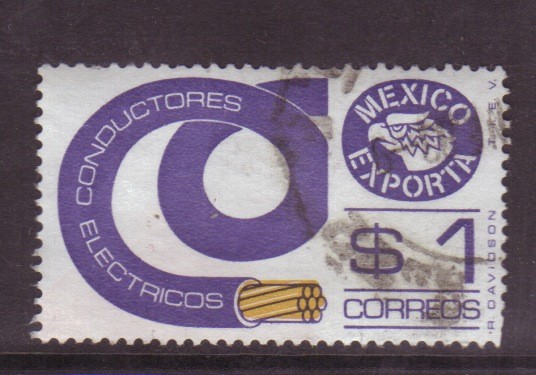 CONDUCTORES
ELECTRICOS
MEXICO
EXPORTA
$1
CORREOS
R. DAVIDSON